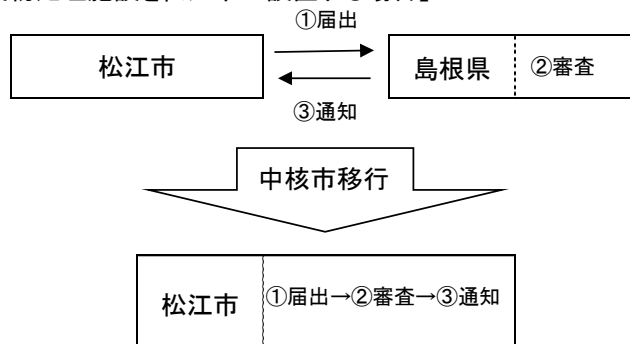 ①届出
松江市
島根県
②審査
③通知
中核市移行
松江市
①届出→②審査→③通知